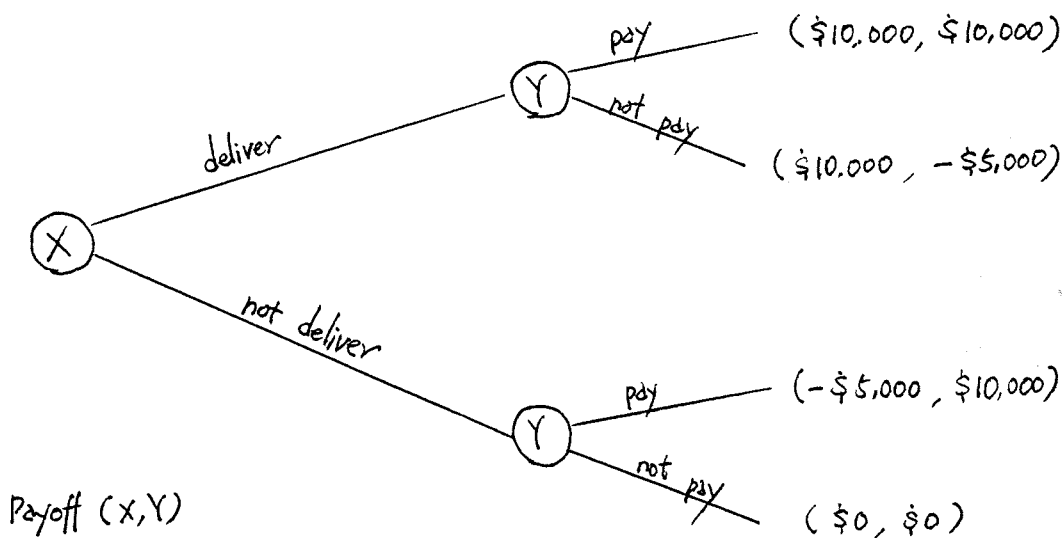 pay
($10,000, $10,000)
Y
not pay
($10.000, -$5,000)
deliver
X
not deliver
pay
(-$5,000, $10,000)
Y
not pay
($0, $0)
Payoff (X,Y)